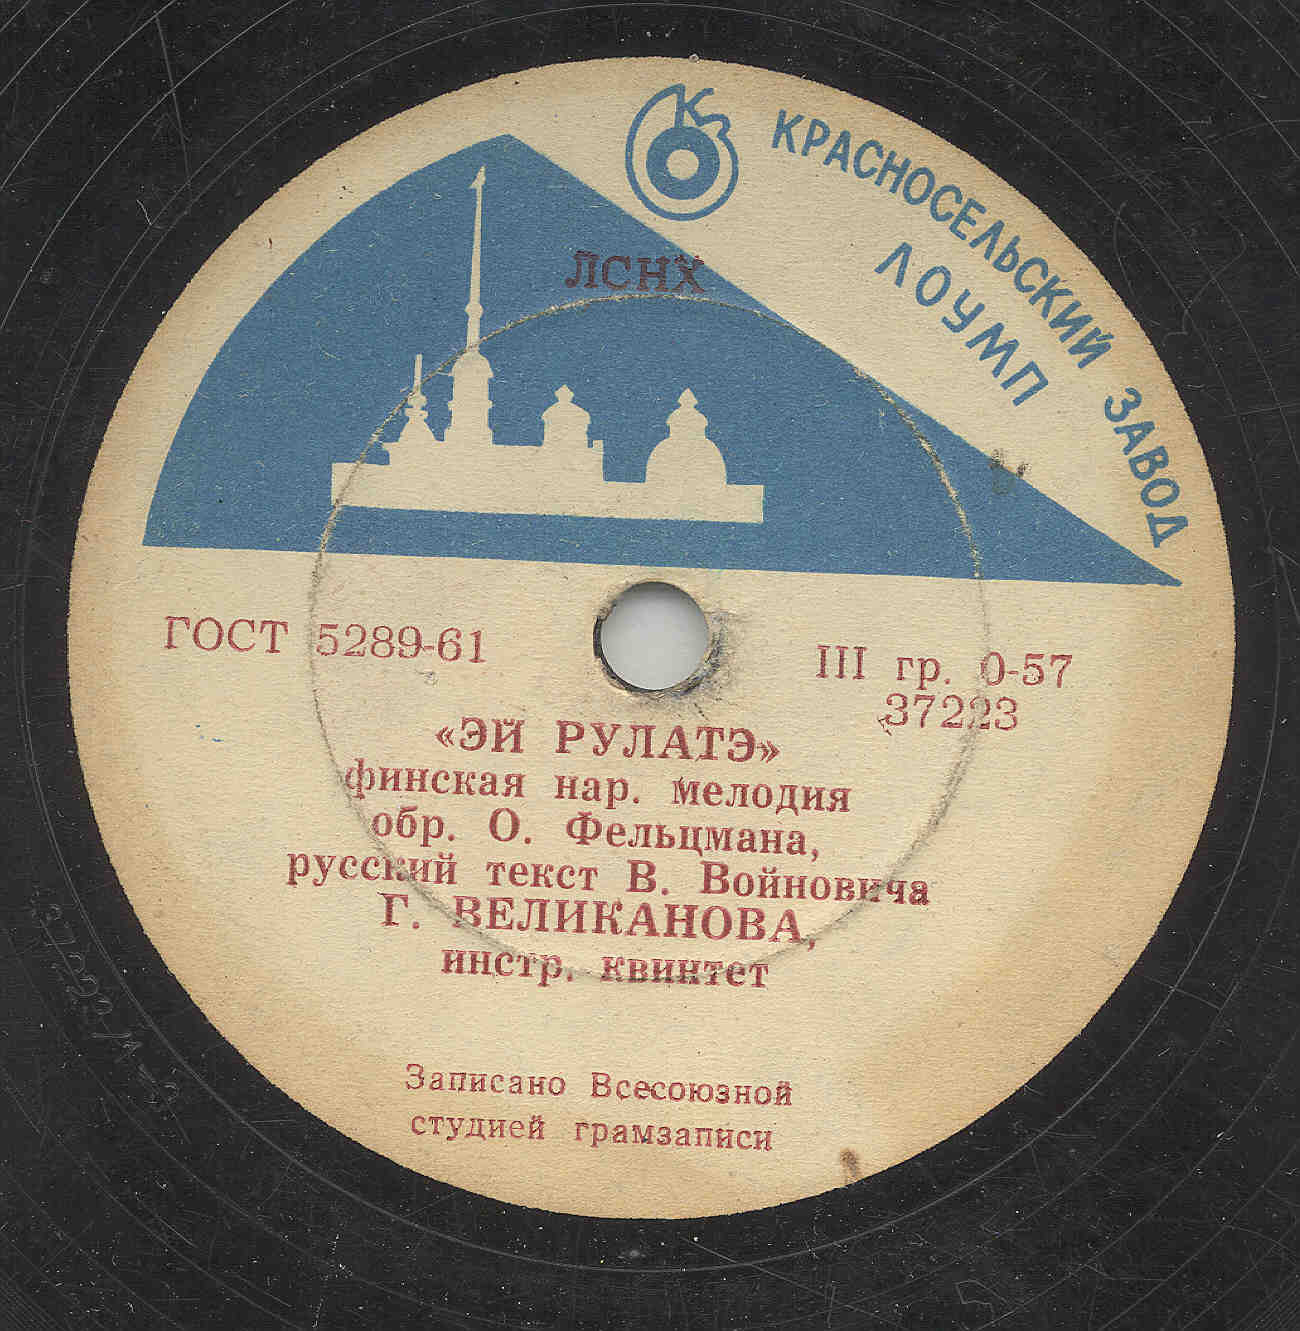 КРАСНОСЕЛЬСКИЙ ЗАВОД
ЛОУМП
ЛСНХ
ГОСТ 5289-61
III гр. 0-57
37223
«ЭЙ РУЛАТЭ»
финская нар. мелодия
обр. О. Фельцмана,
русский текст В. Войновича
Г. ВЕЛИКАНОВА,
инстр. квинтет
Записано Всесоюзной
студией грамзаписи